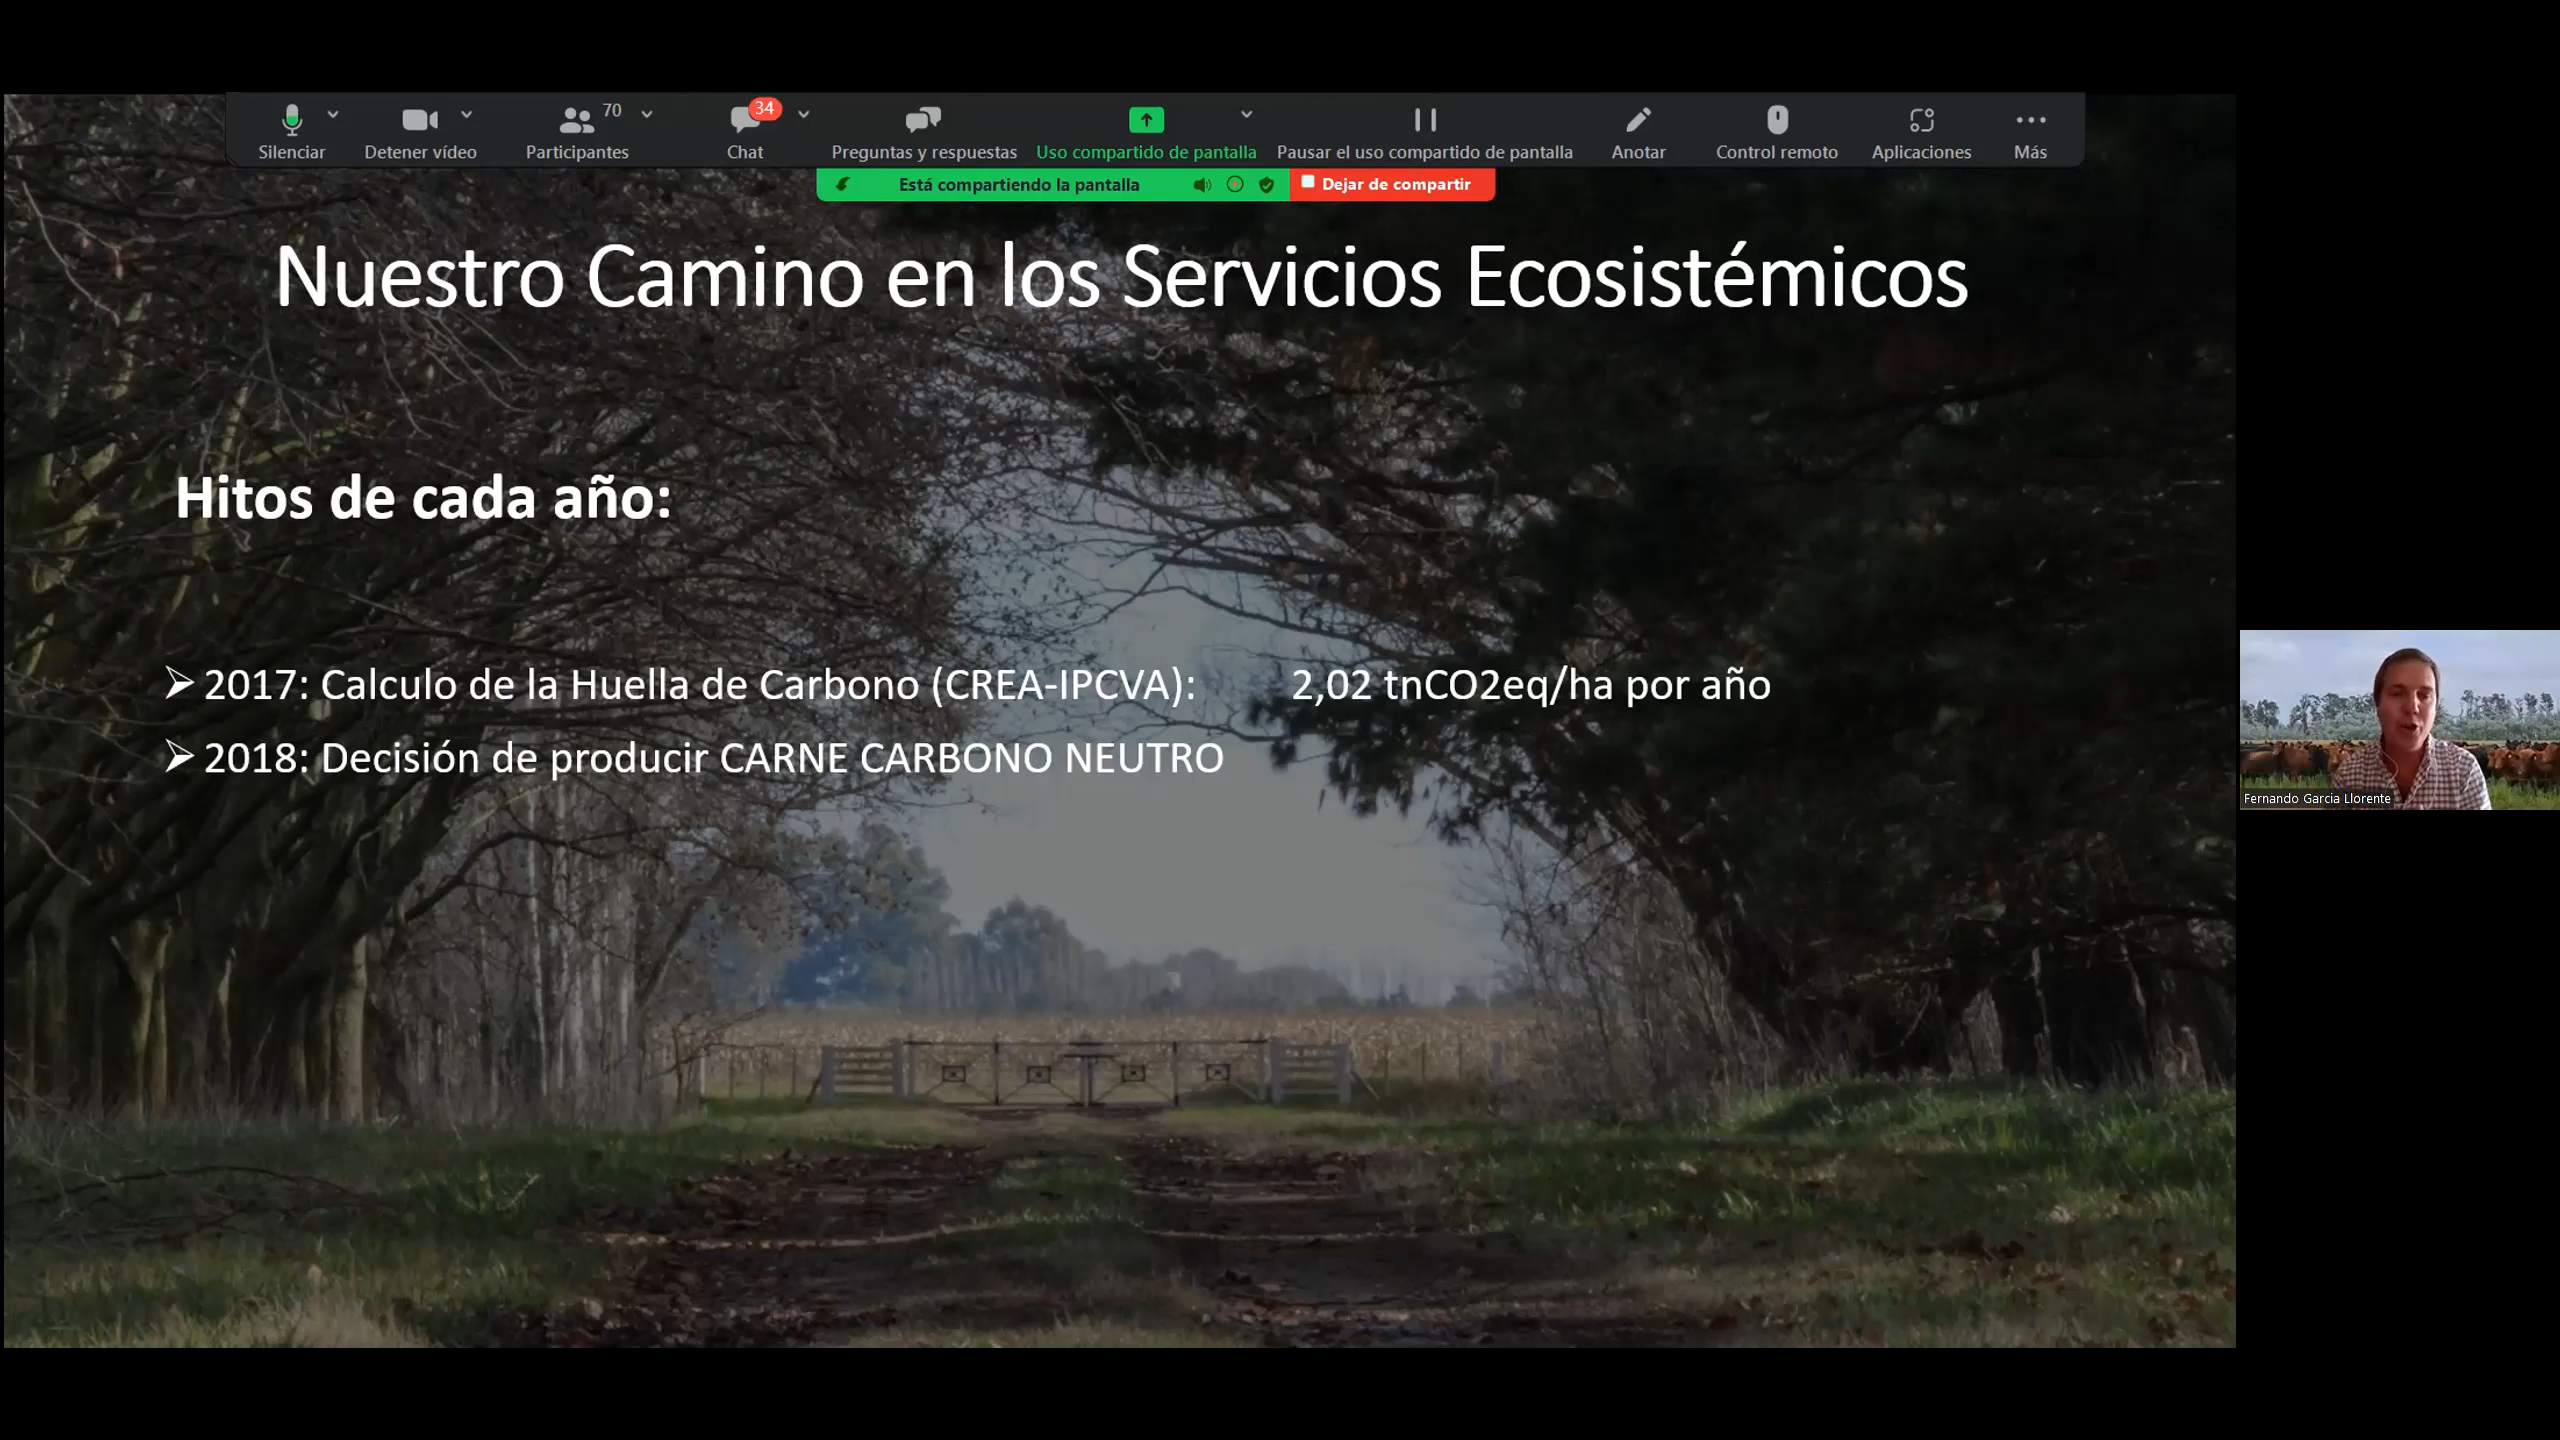 70
34
Silenciar
Detener vídeo
Participantes
Chat
Preguntas y respuestas
Uso compartido de pantalla
Pausar el uso compartido de pantalla
Anotar
Control remoto
Aplicaciones
Más
Está compartiendo la pantalla
Dejar de compartir
Nuestro Camino en los Servicios Ecosistémicos
Hitos de cada año:
➢ 2017: Calculo de la Huella de Carbono (CREA-IPCVA): 2,02 tnCO2eq/ha por año
➢ 2018: Decisión de producir CARNE CARBONO NEUTRO
Fernando Garcia Llorente